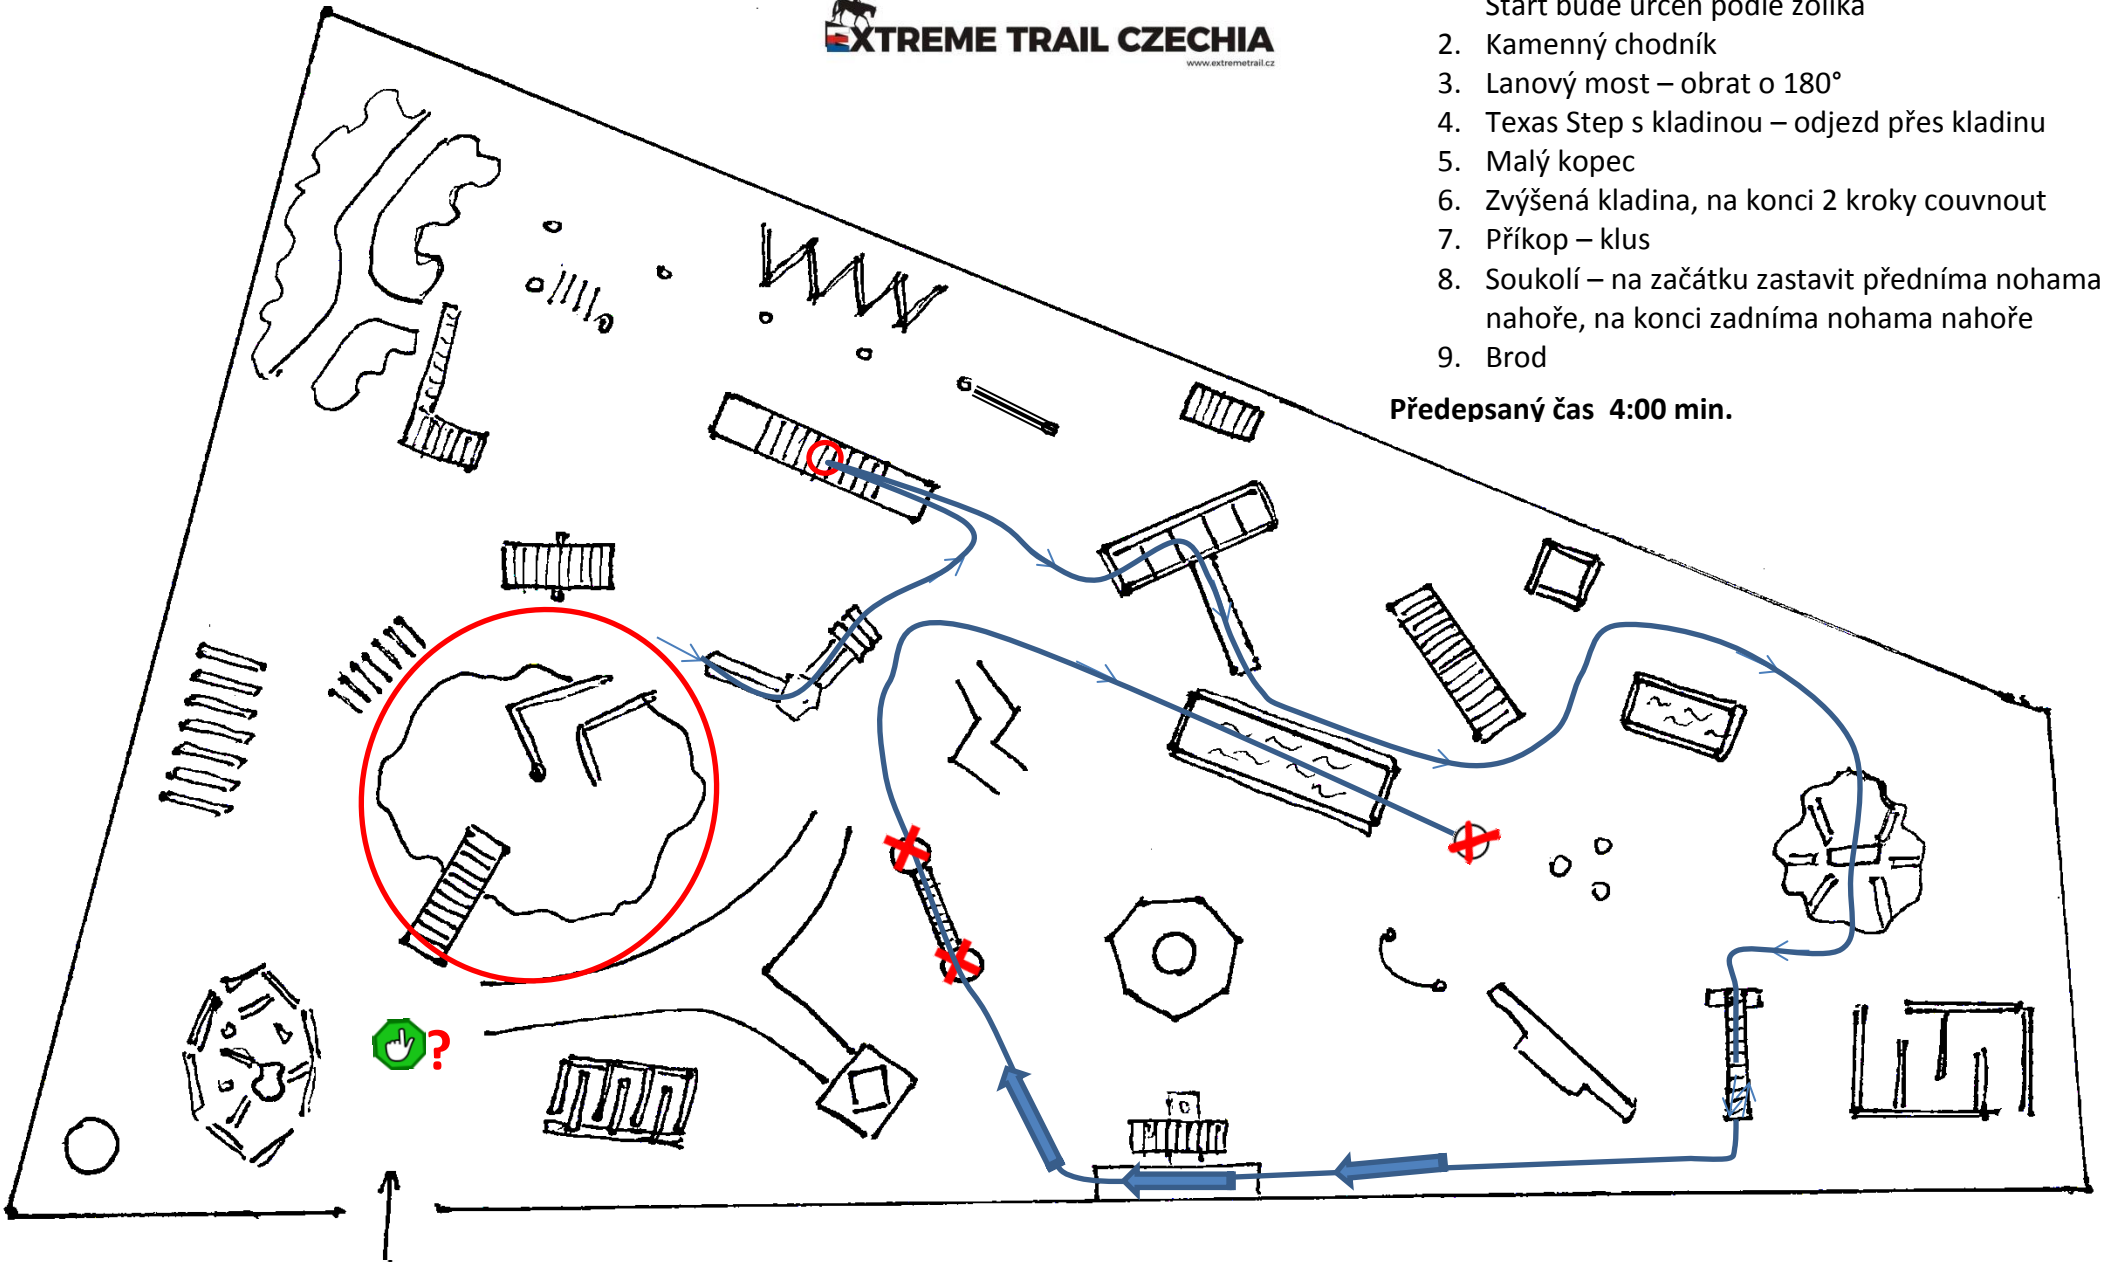 EXTREME TRAIL CZECHIA
www.extremetrail.cz
Start bude určen podle žolíka
2. Kamenný chodník
3. Lanový most – obrat o 180°
4. Texas Step s kladinou – odjezd přes kladinu
5. Malý kopec
6. Zvýšená kladina, na konci 2 kroky couvnout
7. Příkop – klus
8. Soukolí – na začátku zastavit předníma nohama
nahoře, na konci zadníma nohama nahoře
9. Brod
Předepsaný čas 4:00 min.
?